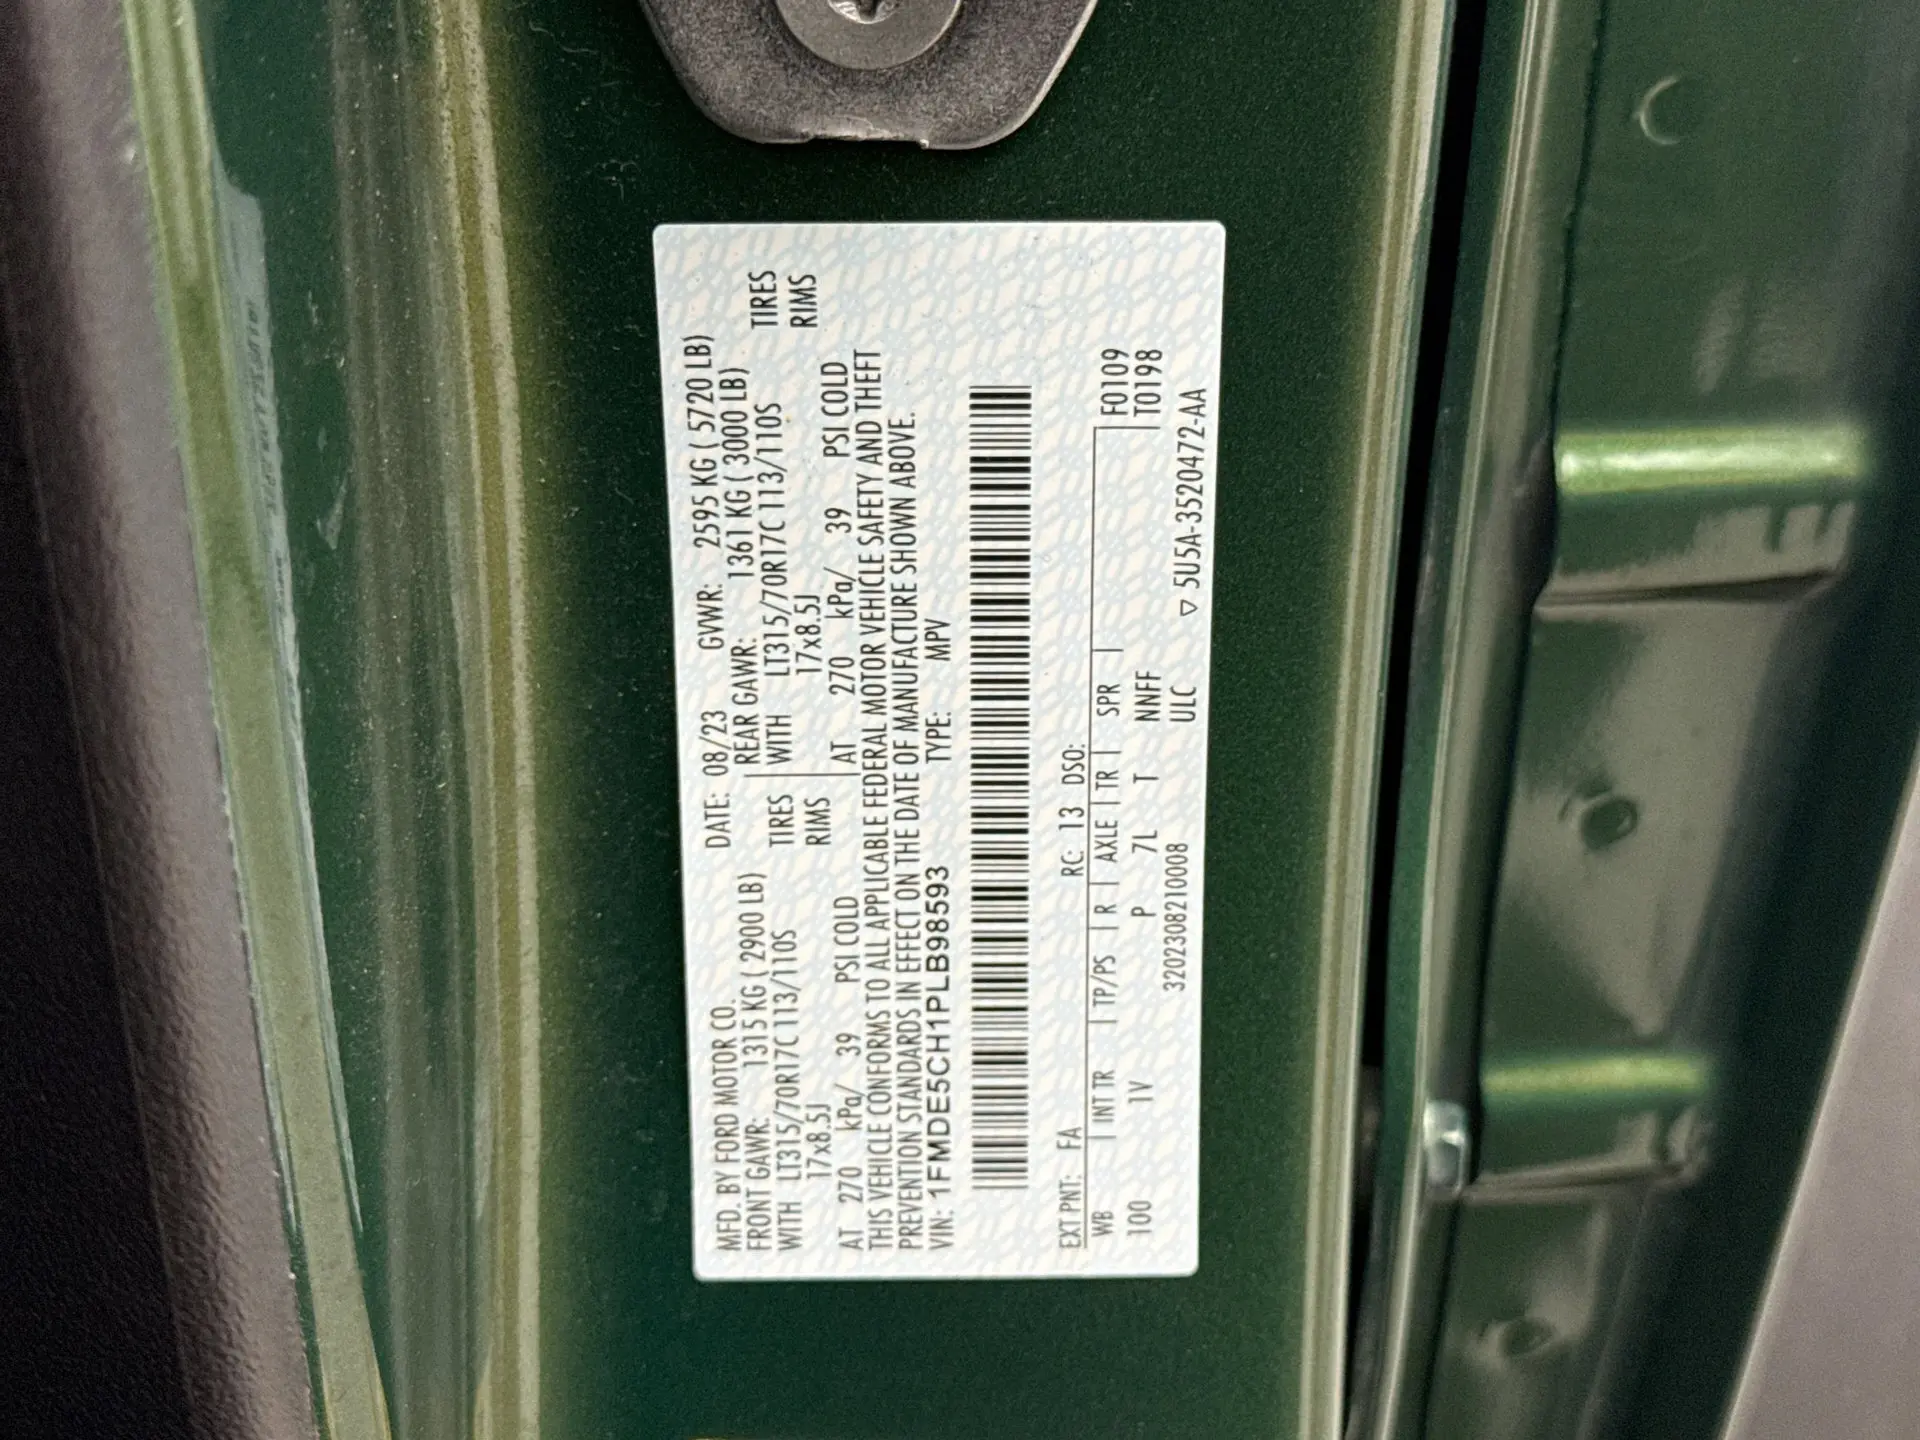 MFD. BY FORD MOTOR CO. DATE: 08/23 GVWR: 2595 KG ( 5720 LB)
FRONT GAWR: 1315 KG ( 2900 LB) REAR GAWR: 1361 KG ( 3000 LB)
WITH LT315/70R17C 113/110S TIRES WITH LT315/70R17C 113/110S TIRES
17x8.5J RIMS 17x8.5J RIMS
AT 270 kPa/ 39 PSI COLD AT 270 kPa/ 39 PSI COLD
THIS VEHICLE CONFORMS TO ALL APPLICABLE FEDERAL MOTOR VEHICLE SAFETY AND THEFT
PREVENTION STANDARDS IN EFFECT ON THE DATE OF MANUFACTURE SHOWN ABOVE.
VIN: 1FMDE5CH1PLB98593 TYPE: MPV
EXT PNT: FA RC: 13 DSO:
WB | INT TR | TP/PS | R | AXLE | TR | SPR | F0109
100 1V P 7L T NNFF T0198
3202308210008 ULC ▽ 5U5A-3520472-AA